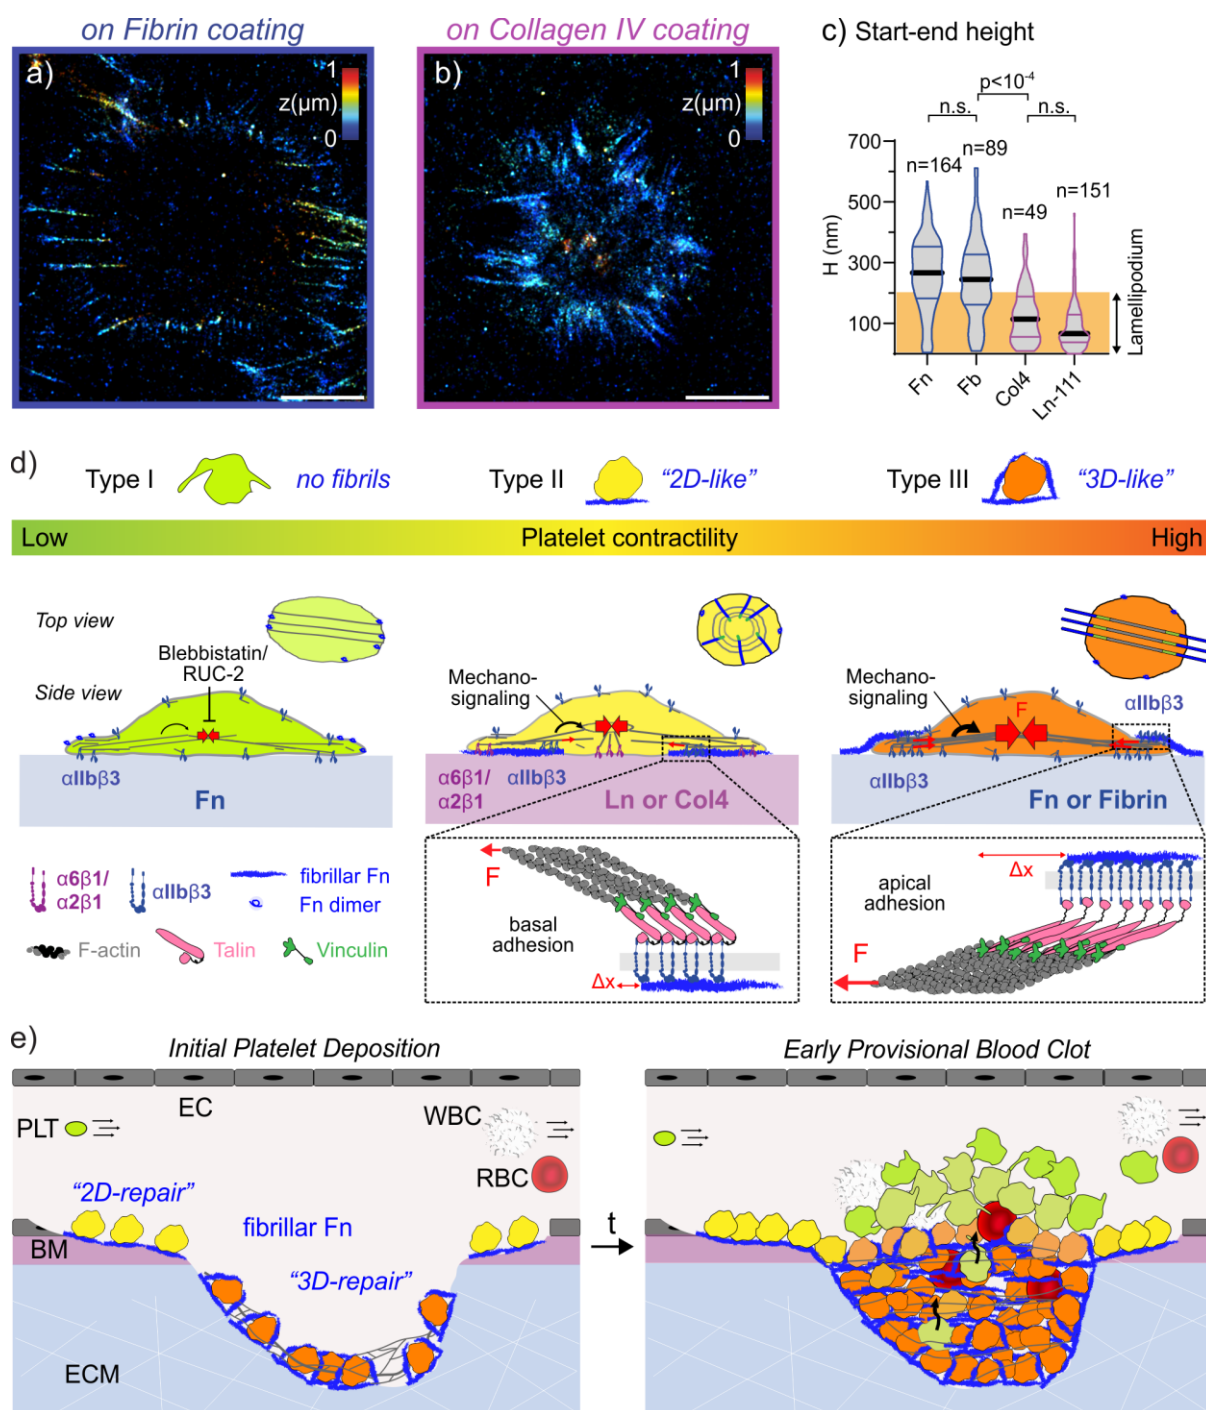 on Fibrin coating
on Collagen IV coating
c) Start-end height
a)
1
z(μm)
0
b)
1
z(μm)
0
p<10⁻⁴
n.s.
n.s.
700
500
300
100
H (nm)
n=164
n=89
n=49
n=151
Lamellipodium
Fn
Fb
Col4
Ln-111
d)
Type I
no fibrils
Type II
"2D-like"
Type III
"3D-like"
Low
Platelet contractility
High
Top view
Side view
Blebbistatin/
RUC-2
αIIbβ3
Fn
Mechano-
signaling
α6β1/
α2β1
αIIbβ3
Ln or Col4
Mechano-
signaling
F
αIIbβ3
αIIbβ3
Fn or Fibrin
α6β1/
α2β1
αIIbβ3
fibrillar Fn
Fn dimer
F-actin
Talin
Vinculin
F
basal
adhesion
Δx
Δx
apical
adhesion
F
e)
Initial Platelet Deposition
Early Provisional Blood Clot
EC
PLT
WBC
RBC
"2D-repair"
fibrillar Fn
BM
"3D-repair"
ECM
t